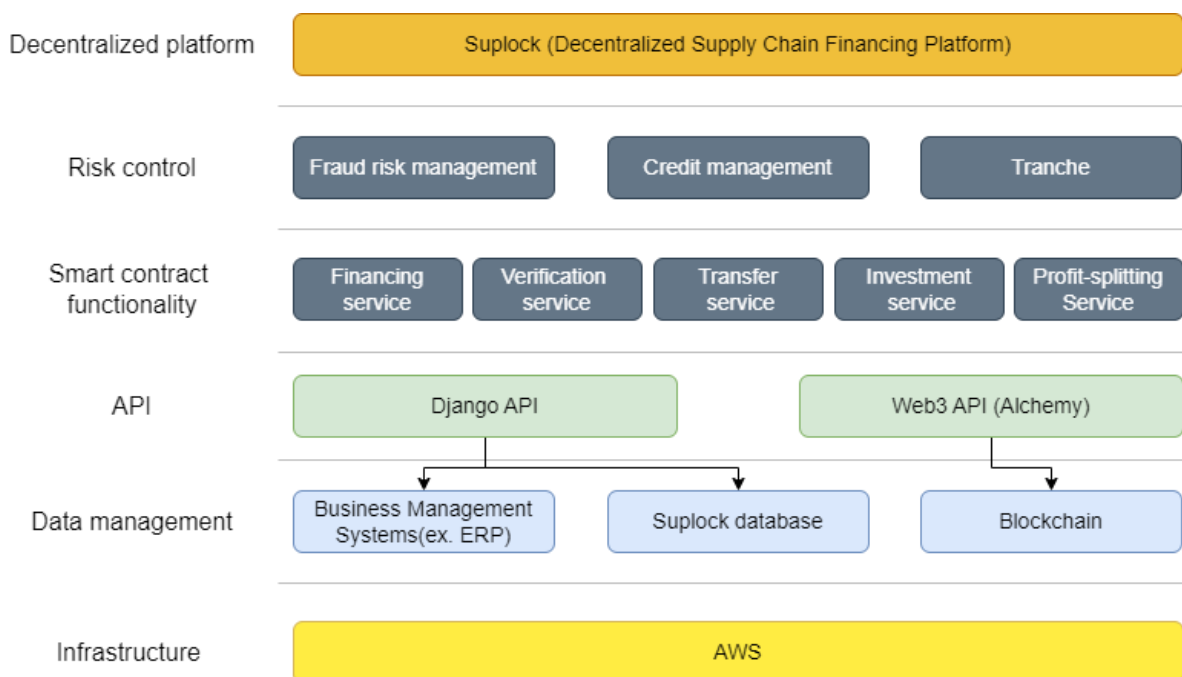 Decentralized platform
Suplock (Decentralized Supply Chain Financing Platform)
Risk control
Fraud risk management
Credit management
Tranche
Smart contract
functionality
Financing
service
Verification
service
Transfer
service
Investment
service
Profit-splitting
Service
API
Django API
Web3 API (Alchemy)
Data management
Business Management
Systems(ex. ERP)
Suplock database
Blockchain
Infrastructure
AWS